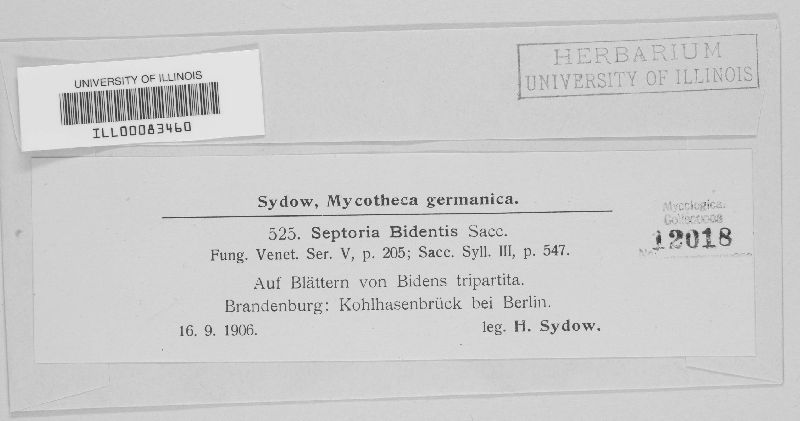 UNIVERSITY OF ILLINOIS
ILL00083460
HERBARIUM
UNIVERSITY OF ILLINOIS
Sydow, Mycotheca germanica.
525. Septoria Bidentis Sacc.
Fung. Venet. Ser. V, p. 205; Sacc. Syll. III, p. 547.
Auf Blättern von Bidens tripartita.
Brandenburg: Kohlhasenbrück bei Berlin.
16. 9. 1906. leg. H. Sydow.
Mycological
Collections
12018